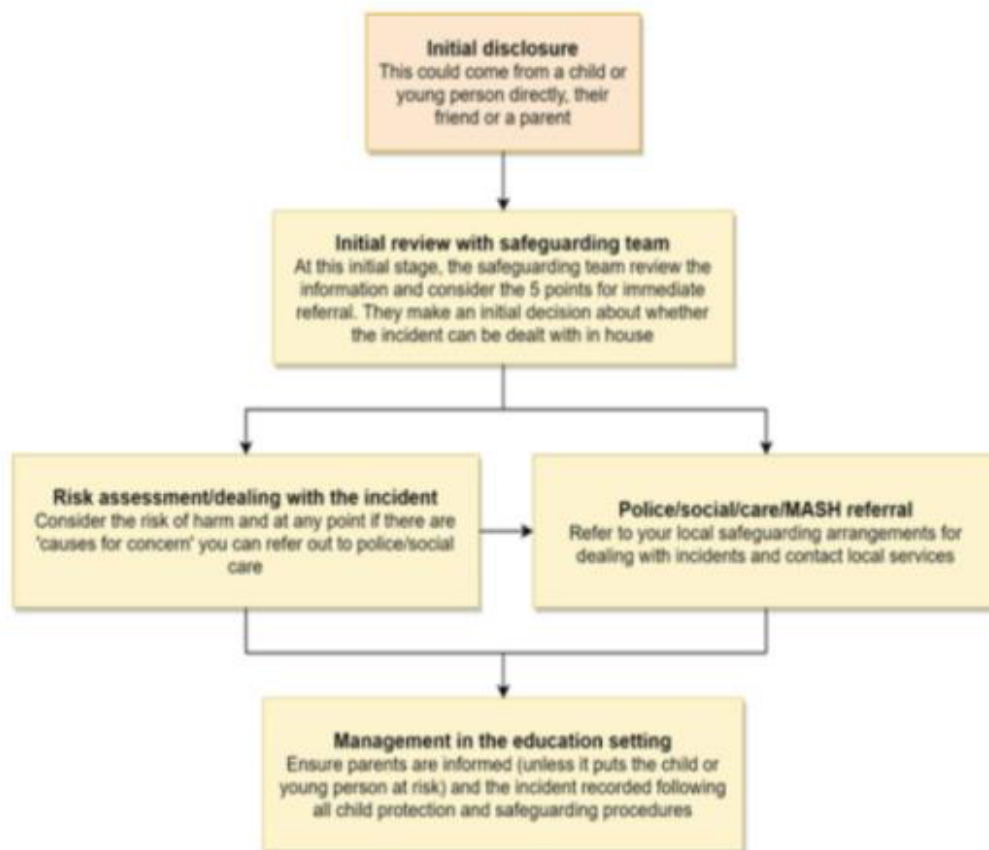 Initial disclosure
This could come from a child or
young person directly, their
friend or a parent
Initial review with safeguarding team
At this initial stage, the safeguarding team review the
information and consider the 5 points for immediate
referral. They make an initial decision about whether
the incident can be dealt with in house
Risk assessment/dealing with the incident
Consider the risk of harm and at any point if there are
'causes for concern' you can refer out to police/social
care
Police/social/care/MASH referral
Refer to your local safeguarding arrangements for
dealing with incidents and contact local services
Management in the education setting
Ensure parents are informed (unless it puts the child or
young person at risk) and the incident recorded following
all child protection and safeguarding procedures